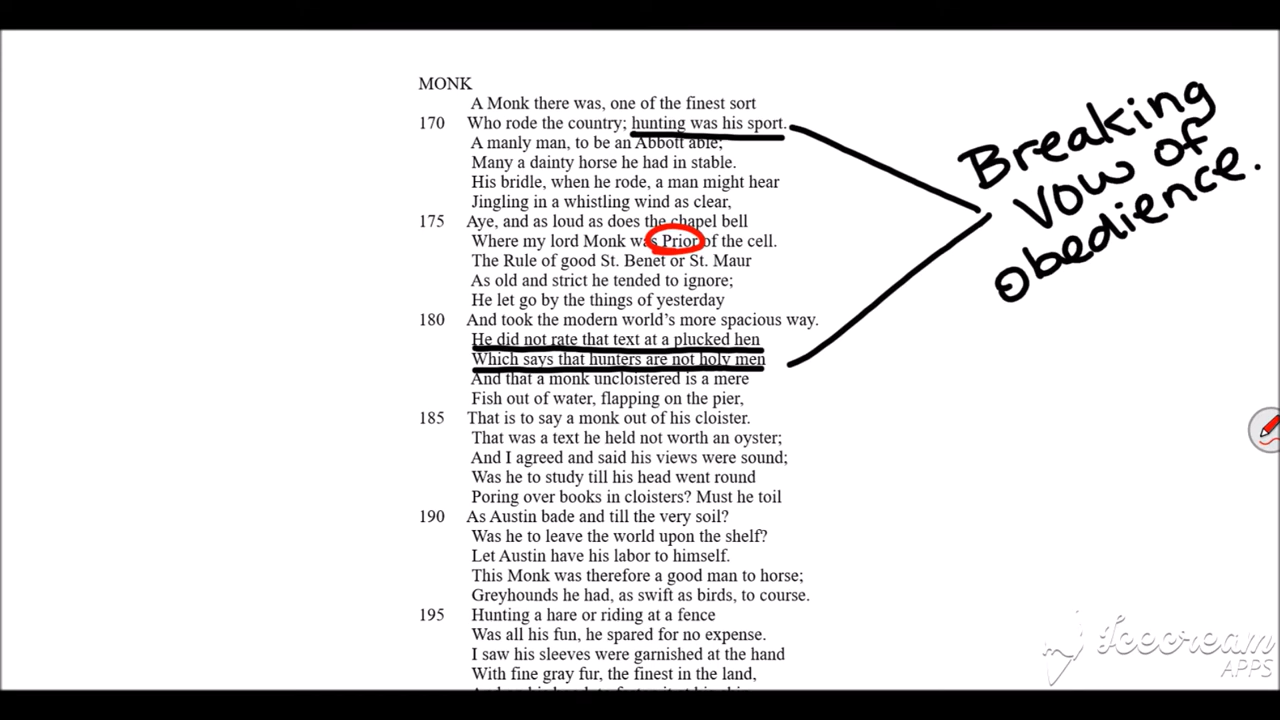 MONK
A Monk there was, one of the finest sort
170 Who rode the country; hunting was his sport.
A manly man, to be an Abbott able;
Many a dainty horse he had in stable.
His bridle, when he rode, a man might hear
Jingling in a whistling wind as clear,
175 Aye, and as loud as does the chapel bell
Where my lord Monk was Prior of the cell.
The Rule of good St. Benet or St. Maur
As old and strict he tended to ignore;
He let go by the things of yesterday
180 And took the modern world’s more spacious way.
He did not rate that text at a plucked hen
Which says that hunters are not holy men
And that a monk uncloistered is a mere
Fish out of water, flapping on the pier,
185 That is to say a monk out of his cloister.
That was a text he held not worth an oyster;
And I agreed and said his views were sound;
Was he to study till his head went round
Poring over books in cloisters? Must he toil
190 As Austin bade and till the very soil?
Was he to leave the world upon the shelf?
Let Austin have his labor to himself.
This Monk was therefore a good man to horse;
Greyhounds he had, as swift as birds, to course.
195 Hunting a hare or riding at a fence
Was all his fun, he spared for no expense.
I saw his sleeves were garnished at the hand
With fine gray fur, the finest in the land,
Breaking
vow of
obedience.
Icecream
APPS